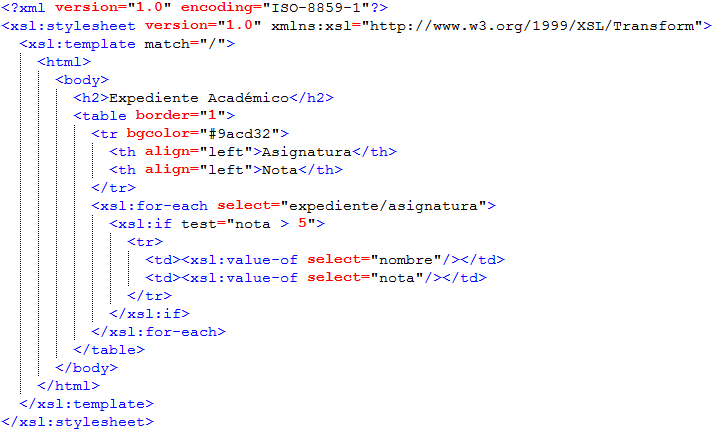 <?xml version="1.0" encoding="ISO-8859-1"?>
<xsl:stylesheet version="1.0" xmlns:xsl="http://www.w3.org/1999/XSL/Transform">
<xsl:template match="/">
<html>
<body>
<h2>Expediente Académico</h2>
<table border="1">
<tr bgcolor="#9acd32">
<th align="left">Asignatura</th>
<th align="left">Nota</th>
</tr>
<xsl:for-each select="expediente/asignatura">
<xsl:if test="nota > 5">
<tr>
<td><xsl:value-of select="nombre"/></td>
<td><xsl:value-of select="nota"/></td>
</tr>
</xsl:if>
</xsl:for-each>
</table>
</body>
</html>
</xsl:template>
</xsl:stylesheet>